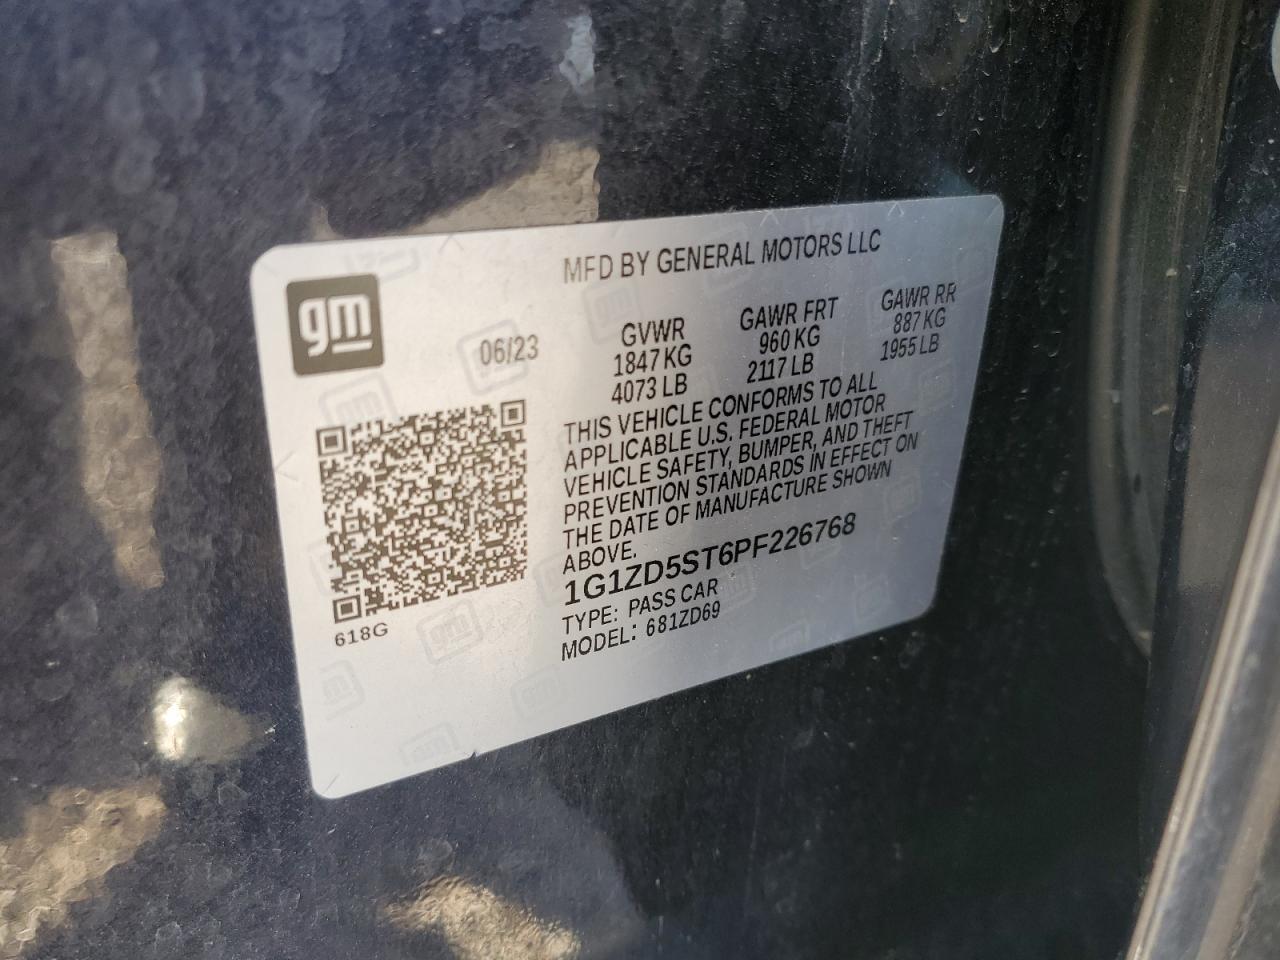 MFD BY GENERAL MOTORS LLC
gm
06/23
GVWR GAWR FRT GAWR RR
1847 KG 960 KG 887 KG
4073 LB 2117 LB 1955 LB
THIS VEHICLE CONFORMS TO ALL
APPLICABLE U.S. FEDERAL MOTOR
VEHICLE SAFETY, BUMPER, AND THEFT
PREVENTION STANDARDS IN EFFECT ON
THE DATE OF MANUFACTURE SHOWN
ABOVE.
1G1ZD5ST6PF226768
TYPE: PASS CAR
MODEL: 681ZD69
618G